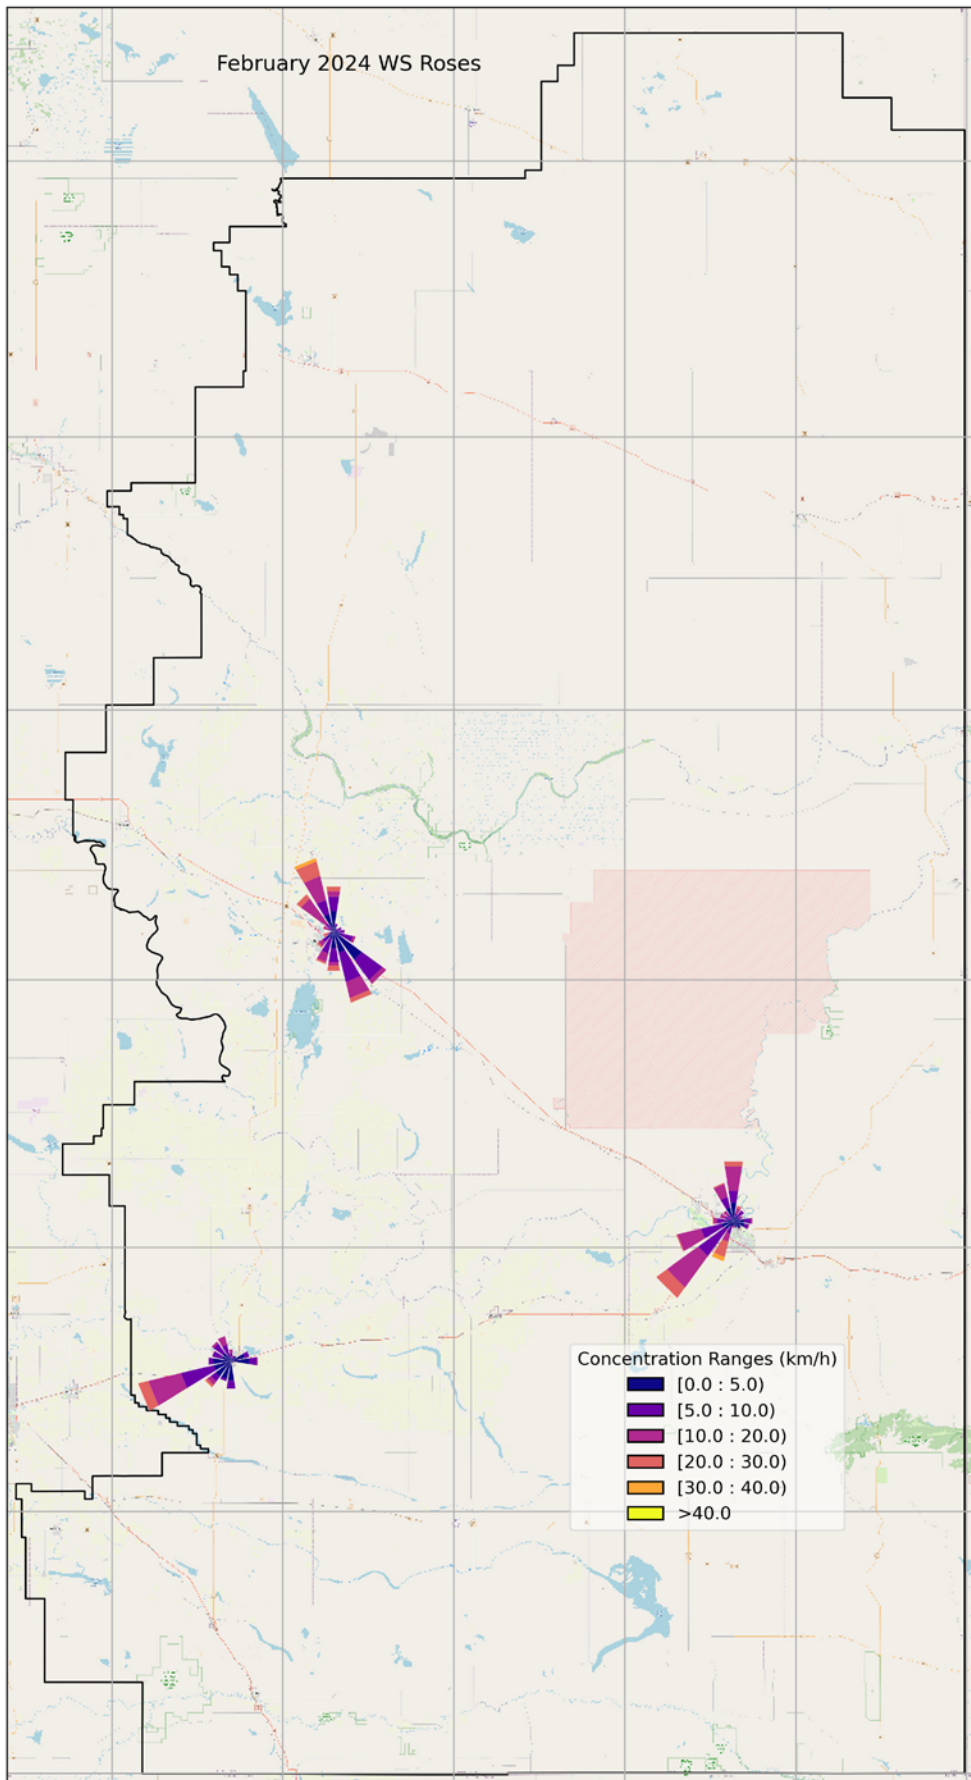 February 2024 WS Roses
Concentration Ranges (km/h)
[0.0 : 5.0)
[5.0 : 10.0)
[10.0 : 20.0)
[20.0 : 30.0)
[30.0 : 40.0)
>40.0